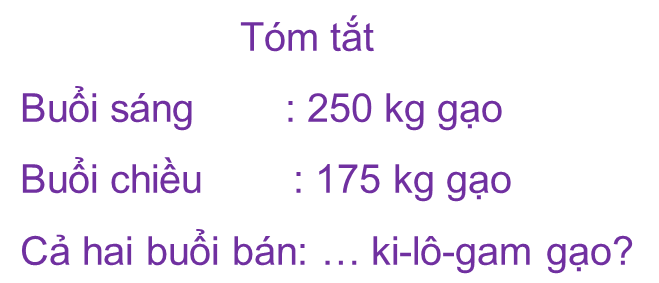 Tóm tắt
Buổi sáng : 250 kg gạo
Buổi chiều : 175 kg gạo
Cả hai buổi bán: … ki-lô-gam gạo?